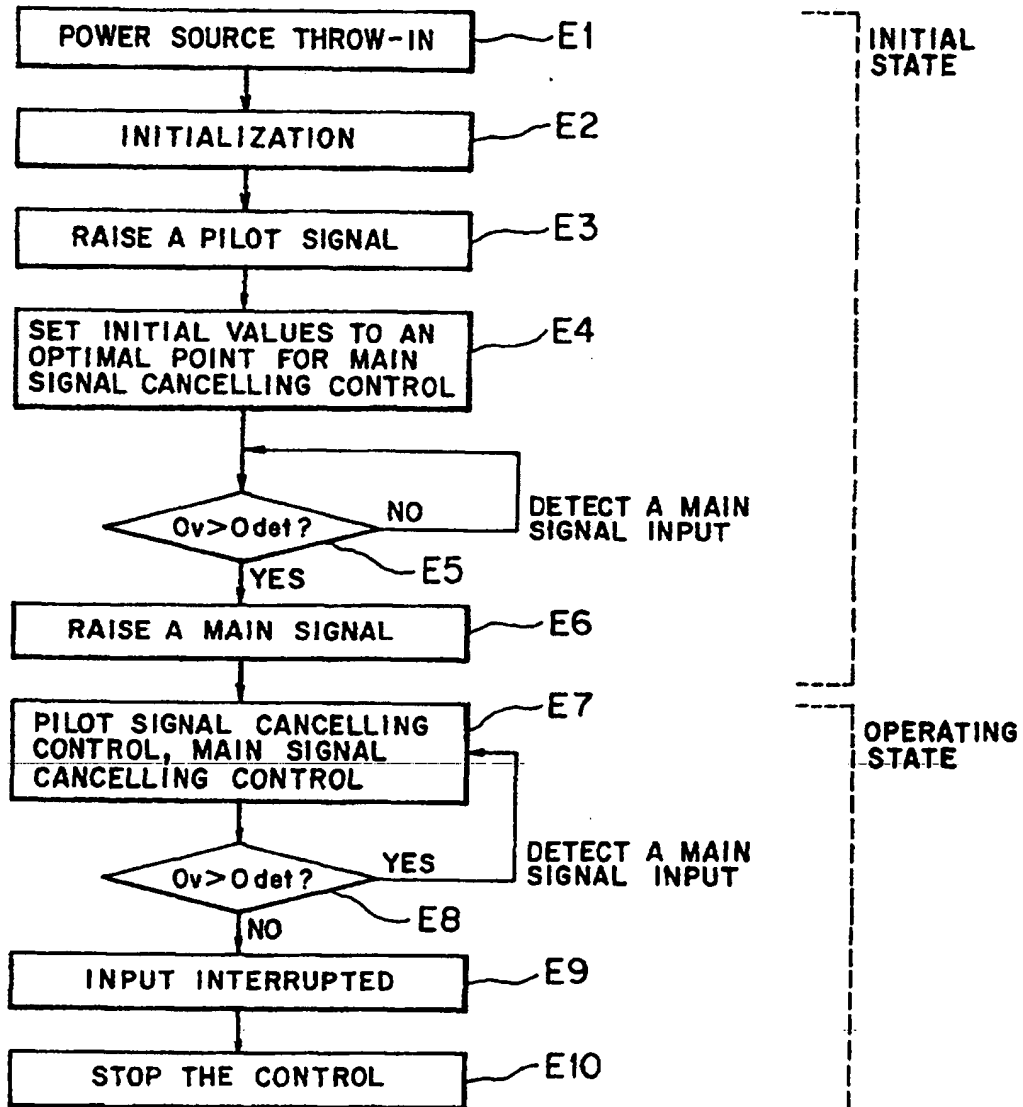 POWER SOURCE THROW-IN
E1
INITIAL
STATE
INITIALIZATION
E2
RAISE A PILOT SIGNAL
E3
SET INITIAL VALUES TO AN
OPTIMAL POINT FOR MAIN
SIGNAL CANCELLING CONTROL
E4
Ov>Odet?
NO
DETECT A MAIN
SIGNAL INPUT
E5
YES
RAISE A MAIN SIGNAL
E6
PILOT SIGNAL CANCELLING
CONTROL, MAIN SIGNAL
CANCELLING CONTROL
E7
OPERATING
STATE
Ov>Odet?
YES
DETECT A MAIN
SIGNAL INPUT
E8
NO
INPUT INTERRUPTED
E9
STOP THE CONTROL
E10